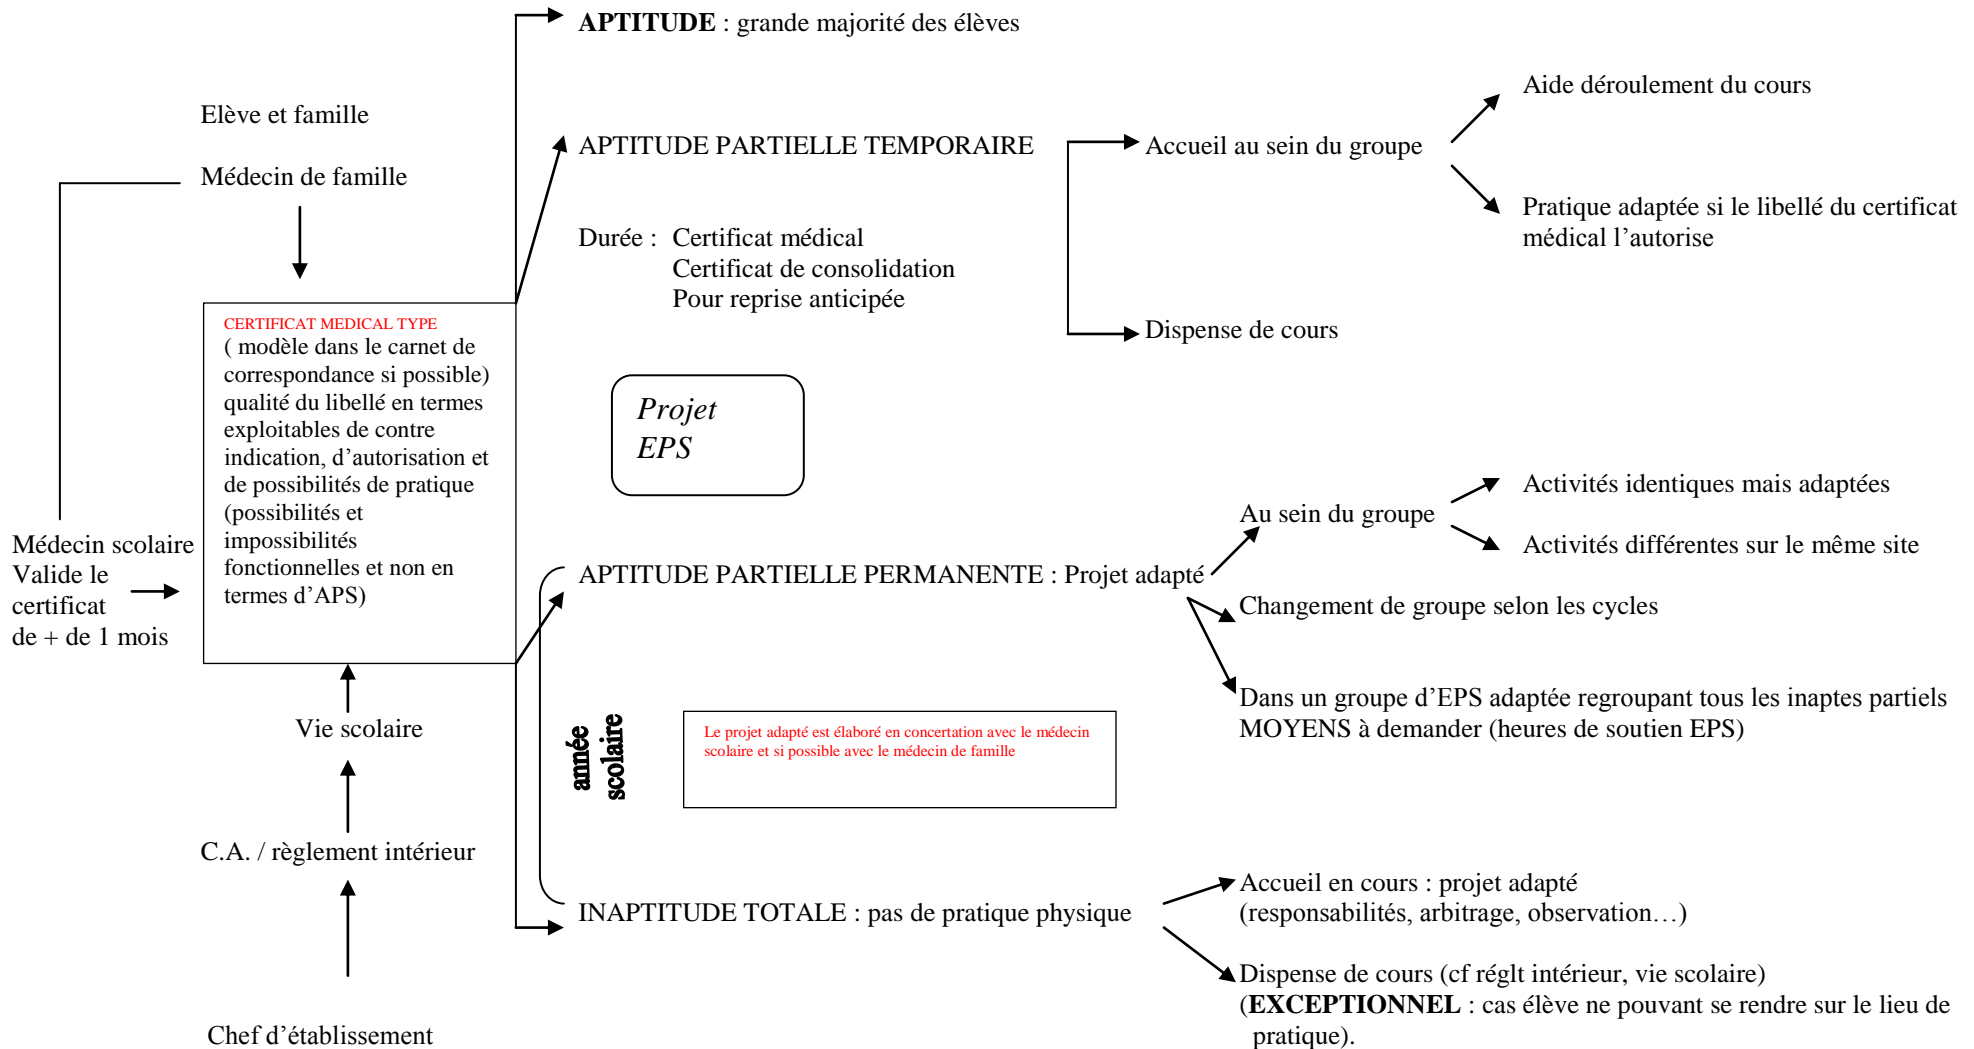 APTITUDE : grande majorité des élèves
Elève et famille
Médecin de famille
APTITUDE PARTIELLE TEMPORAIRE
Accueil au sein du groupe
Aide déroulement du cours
Pratique adaptée si le libellé du certificat
médical l’autorise
Durée : Certificat médical
Certificat de consolidation
Pour reprise anticipée
Dispense de cours
CERTIFICAT MEDICAL TYPE
( modèle dans le carnet de
correspondance si possible)
qualité du libellé en termes
exploitables de contre
indication, d’autorisation et
de possibilités de pratique
(possibilités et
impossibilités
fonctionnelles et non en
termes d’APS)
Projet
EPS
Médecin scolaire
Valide le
certificat
de + de 1 mois
APTITUDE PARTIELLE PERMANENTE : Projet adapté
Au sein du groupe
Activités identiques mais adaptées
Activités différentes sur le même site
Changement de groupe selon les cycles
Dans un groupe d’EPS adaptée regroupant tous les inaptes partiels
MOYENS à demander (heures de soutien EPS)
Vie scolaire
année
scolaire
Le projet adapté est élaboré en concertation avec le médecin
scolaire et si possible avec le médecin de famille
C.A. / règlement intérieur
INAPTITUDE TOTALE : pas de pratique physique
Accueil en cours : projet adapté
(responsabilités, arbitrage, observation…)
Dispense de cours (cf réglt intérieur, vie scolaire)
(EXCEPTIONNEL : cas élève ne pouvant se rendre sur le lieu de
pratique).
Chef d’établissement